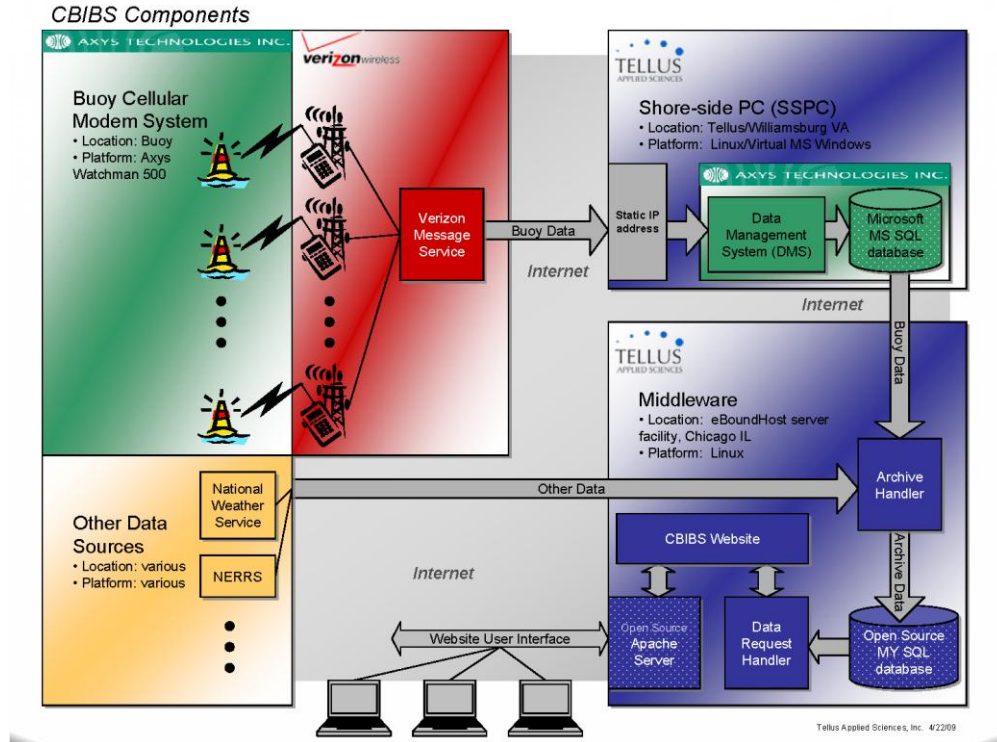 CBIBS Components
AXYS TECHNOLOGIES INC.
verizonwireless
Buoy Cellular
Modem System
• Location: Buoy
• Platform: Axys
Watchman 500
Verizon
Message
Service
Buoy Data
Internet
TELLUS
APPLIED SCIENCES
Shore-side PC (SSPC)
• Location: Tellus/Williamsburg VA
• Platform: Linux/Virtual MS Windows
AXYS TECHNOLOGIES INC.
Static IP
address
Data
Management
System (DMS)
Microsoft
MS SQL
database
Internet
Buoy Data
TELLUS
APPLIED SCIENCES
Middleware
• Location: eBoundHost server
facility, Chicago IL
• Platform: Linux
Archive
Handler
Other Data
Other Data
Sources
• Location: various
• Platform: various
National
Weather
Service
NERRS
Internet
Website User Interface
CBIBS Website
Archive Data
Open Source
Apache
Server
Data
Request
Handler
Open Source
MY SQL
database
Tellus Applied Sciences, Inc. 4/22/09